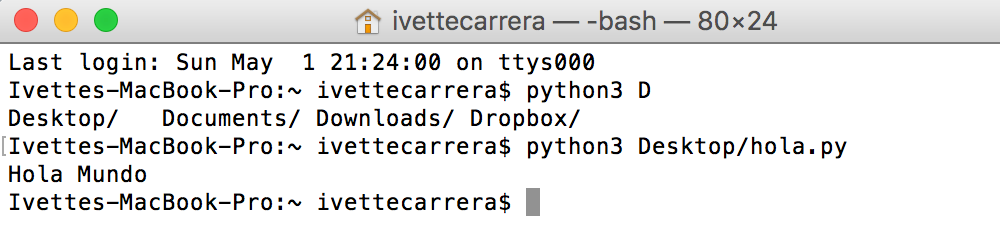 ivettecarrera — -bash — 80×24
Last login: Sun May  1 21:24:00 on ttys000
Ivettes-MacBook-Pro:~ ivettecarrera$ python3 D
Desktop/   Documents/ Downloads/ Dropbox/
[Ivettes-MacBook-Pro:~ ivettecarrera$ python3 Desktop/hola.py
Hola Mundo
Ivettes-MacBook-Pro:~ ivettecarrera$